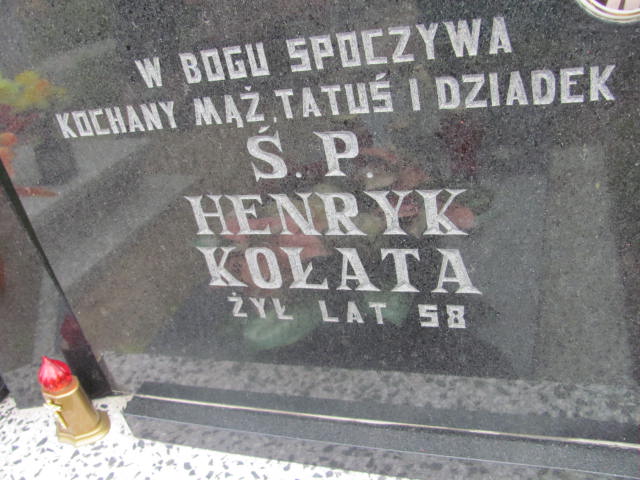 W BOGU SPOCZYWA
KOCHANY MĄŻ, TATUŚ I DZIADEK
Ś. P.
HENRYK
KOŁATA
ŻYŁ LAT 58